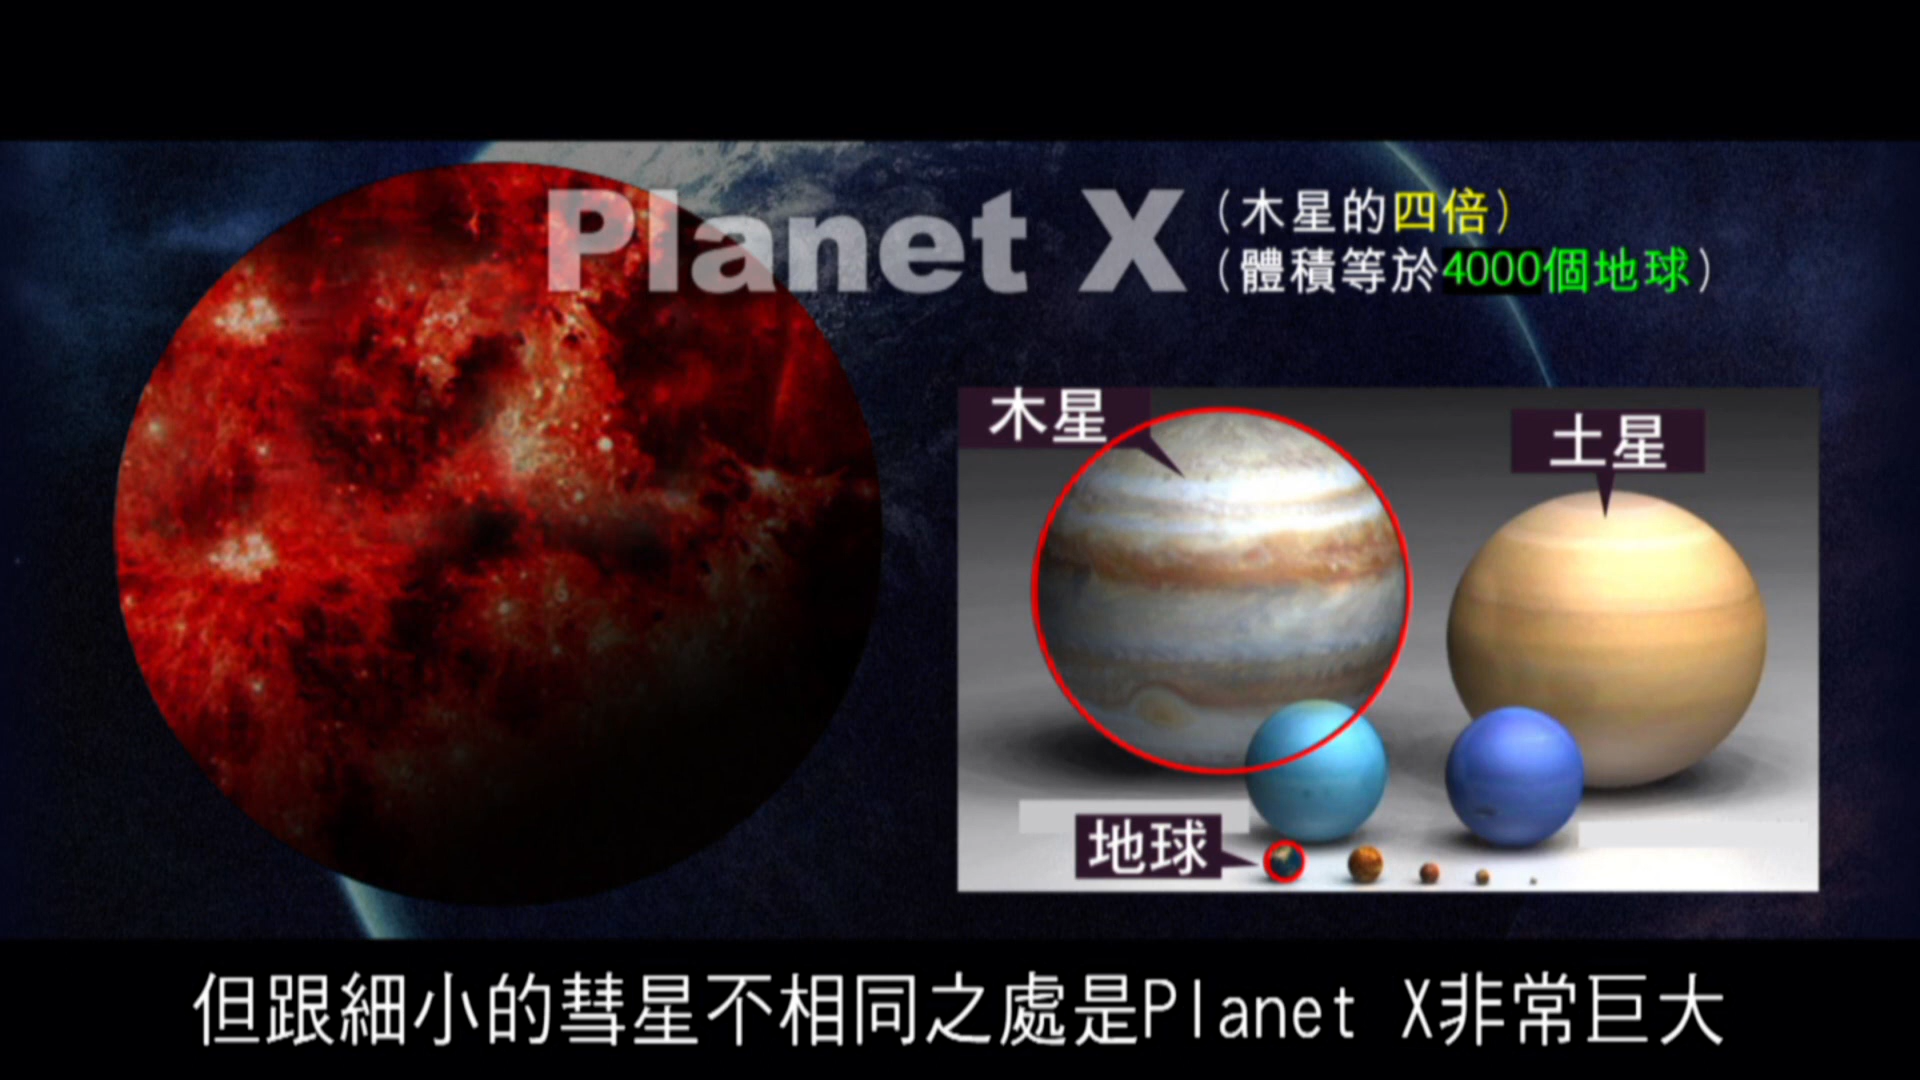 Planet X
(木星的四倍)
(體積等於4000個地球)
木星
土星
地球
但跟細小的彗星不相同之處是Planet X非常巨大